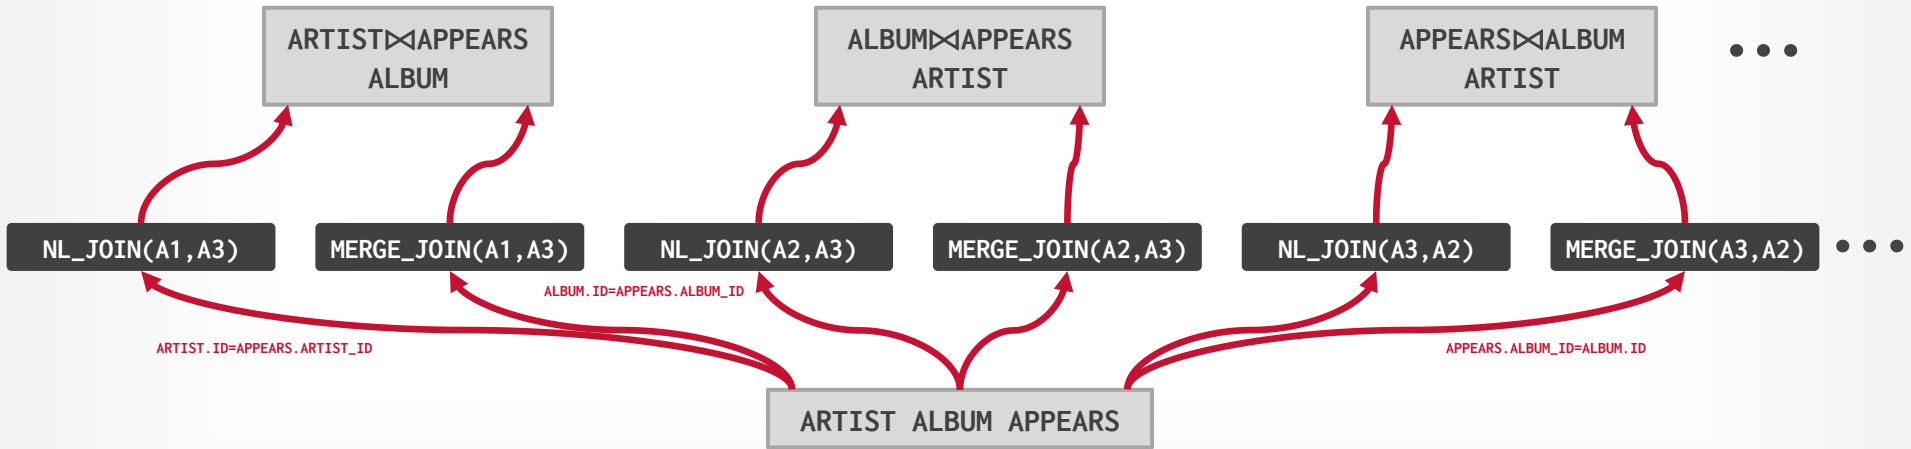 ARTIST⋈APPEARS
ALBUM
ALBUM⋈APPEARS
ARTIST
APPEARS⋈ALBUM
ARTIST
• • •
NL_JOIN(A1,A3)
MERGE_JOIN(A1,A3)
NL_JOIN(A2,A3)
MERGE_JOIN(A2,A3)
NL_JOIN(A3,A2)
MERGE_JOIN(A3,A2)
• • •
ALBUM.ID=APPEARS.ALBUM_ID
ARTIST.ID=APPEARS.ARTIST_ID
APPEARS.ALBUM_ID=ALBUM.ID
ARTIST ALBUM APPEARS